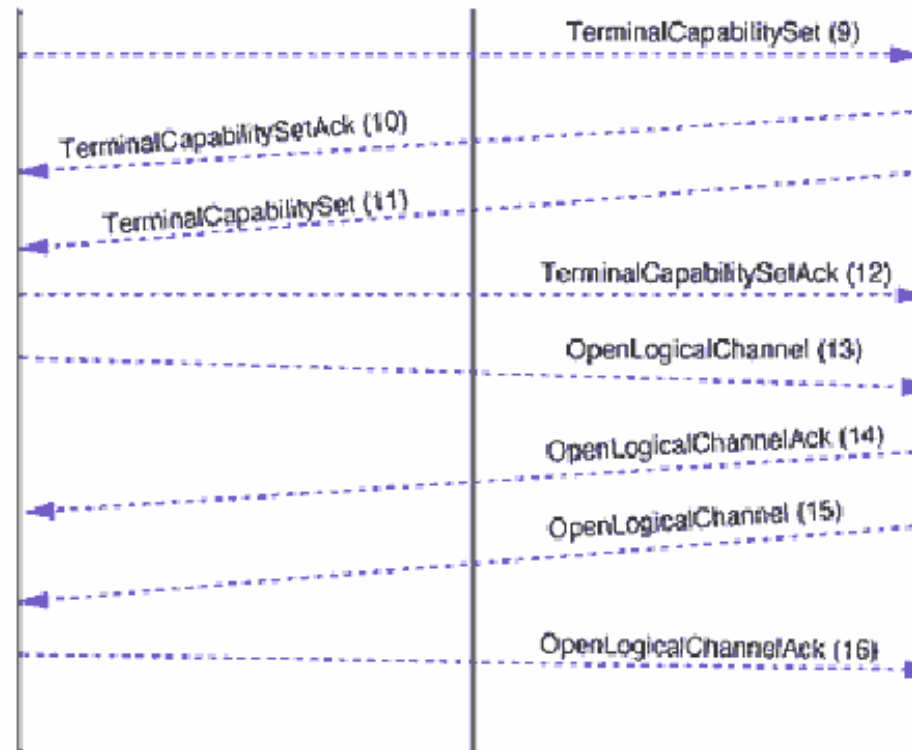 TerminalCapabilitySet (9)
TerminalCapabilitySetAck (10)
TerminalCapabilitySet (11)
TerminalCapabilitySetAck (12)
OpenLogicalChannel (13)
OpenLogicalChannelAck (14)
OpenLogicalChannel (15)
OpenLogicalChannelAck (16)